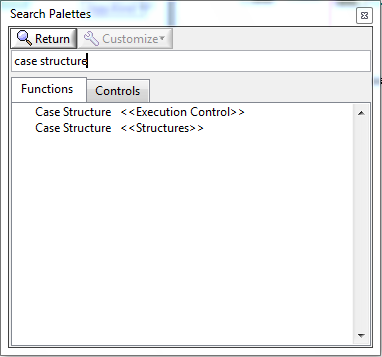 Search Palettes
Return Customize
case structure
Functions Controls
Case Structure <<Execution Control>>
Case Structure <<Structures>>